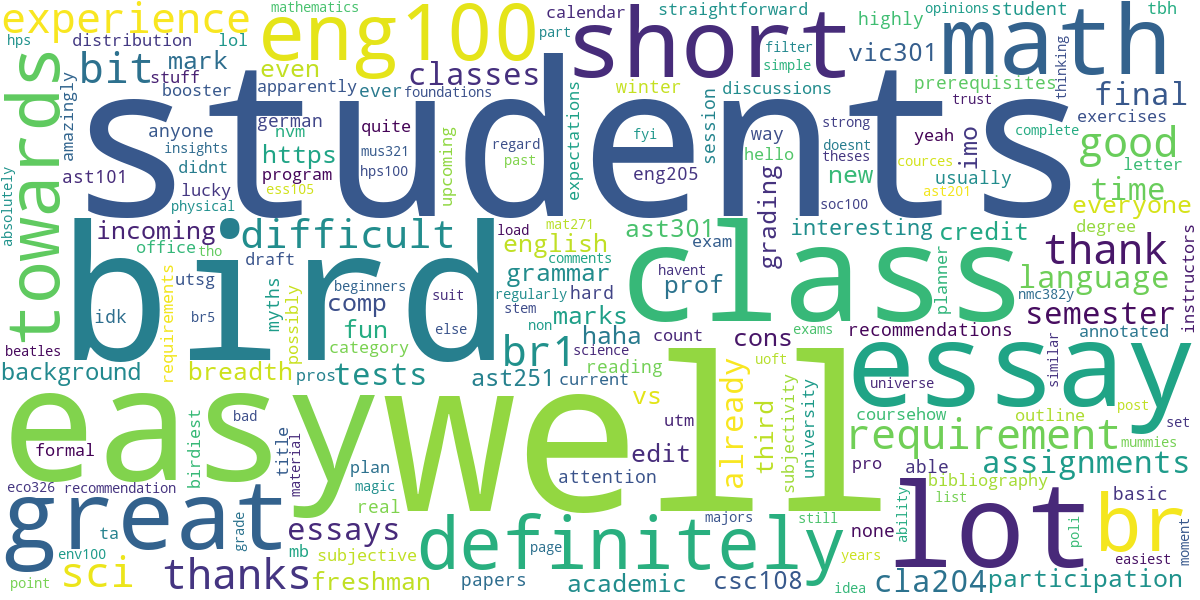 experience
mathematics
eng100
calendar
part
short
straightforward
highly
opinions
student
tbh
hps
distribution
lol
bit
mark
even
classes
filter
simple
vic301
math
stuff
booster
apparently
ever
foundations
winter
discussions
prerequisites
thinking
final
towards
amazingly
students
anyone
insights
german
nvm
quite
upcoming
regard
past
expectations
fyi
session
way
hello
strong
doesnt
yeah
trust
imo
exercises
complete
good
letter
ast101
didnt
https
program
mus321
hps100
eng205
grading
new
theses
soc100
cources
usually
ast201
time
absolutely
lucky
physical
ess105
everyone
incoming
office
tho
difficult
load
english
mat271
comments
ast301
exam
interesting
credit
degree
draft
bird
class
thank
utsg
requirements
myths
possibly
beginners
comp
suit
grammar
regularly
hard
havent
prof
planner
language
nmc382y
instructors
idk
br5
fun
else
stem
non
marks
haha
count
cons
exams
recommendations
semester
annotated
beatles
category
br1
science
reading
similar
background
breadth
pros
tests
ast251
current
vs
already
uoft
third
subjectivity
university
universe
essay
coursehow
outline
post
set
easy
well
bad
birdiest
title
material
formal
plan
magic
real
attention
utm
edit
requirement
mummies
pro
able
assignments
bibliography
list
eco326
recommendation
great
ta
grade
env100
essays
definitely
majors
page
still
none
ability
lot
poli
br
basic
easiest
moment
point
sci
thanks
mb
subjective
freshman
papers
academic
csc108
years
idea
cla204
participation